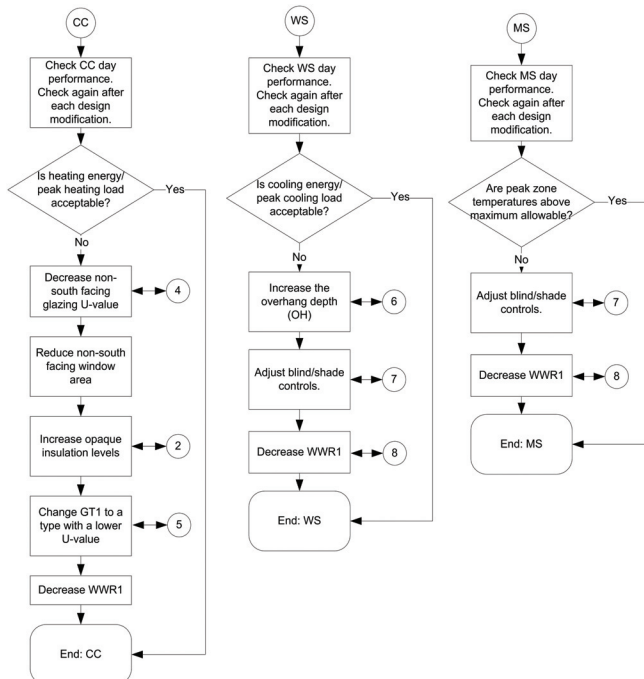 CC
Check CC day
performance.
Check again after
each design
modification.
Is heating energy/
peak heating load
acceptable?
Yes
No
Decrease non-
south facing
glazing U-value
4
Reduce non-south
facing window
area
Increase opaque
insulation levels
2
Change GT1 to a
type with a lower
U-value
5
Decrease WWR1
End: CC
WS
Check WS day
performance.
Check again after
each design
modification.
Is cooling energy/
peak cooling load
acceptable?
Yes
No
Increase the
overhang depth
(OH)
6
Adjust blind/shade
controls.
7
Decrease WWR1
8
End: WS
MS
Check MS day
performance.
Check again after
each design
modification.
Are peak zone
temperatures above
maximum allowable?
Yes
No
Adjust blind/shade
controls.
7
Decrease WWR1
8
End: MS